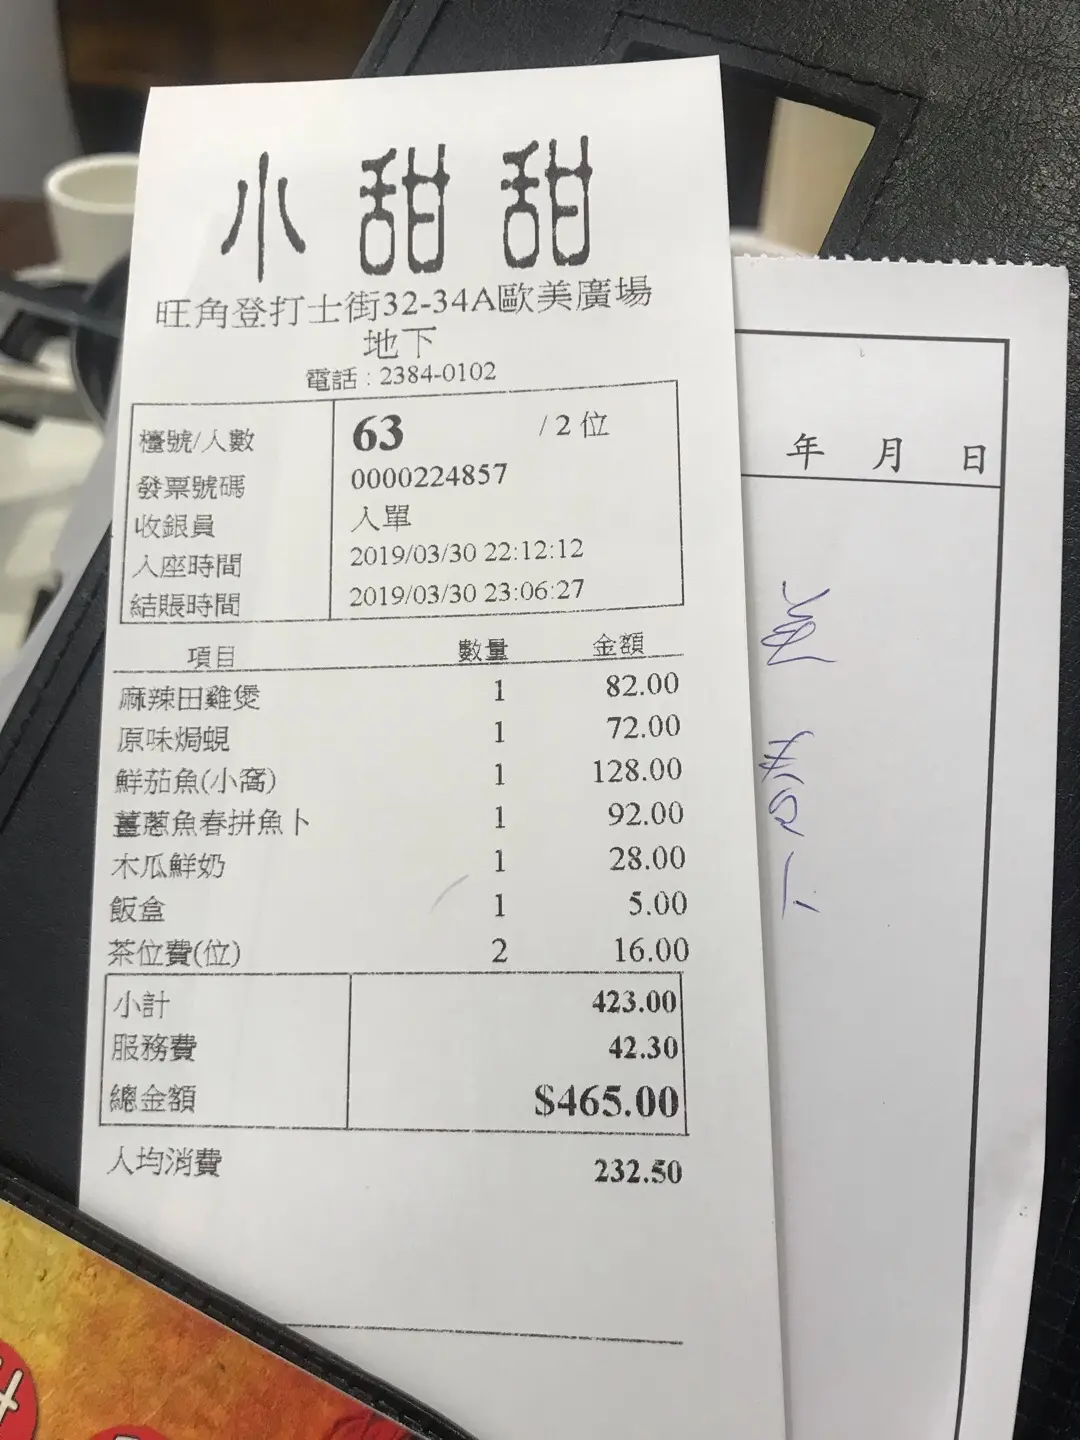 小甜甜
旺角登打士街32-34A歐美廣場
地下
電話 : 2384-0102
檯號/人數 63 / 2 位
發票號碼 0000224857
收銀員 入單
入座時間 2019/03/30 22:12:12
結賬時間 2019/03/30 23:06:27
項目 數量 金額
麻辣田雞煲 1 82.00
原味焗蜆 1 72.00
鮮茄魚(小窩) 1 128.00
薑蔥魚春拼魚卜 1 92.00
木瓜鮮奶 1 28.00
飯盒 1 5.00
茶位費(位) 2 16.00
小計 423.00
服務費 42.30
總金額 $465.00
人均消費 232.50
年 月 日